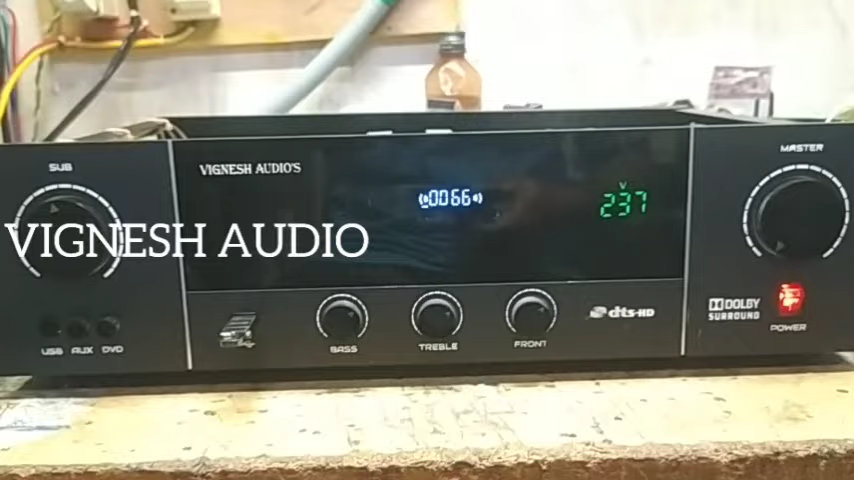 SUB
VIGNESH AUDIO'S
MASTER
0066
V
237
VIGNESH AUDIO
USB AUX DVD
BASS
TREBLE
FRONT
dts-HD
DOLBY
SURROUND
POWER